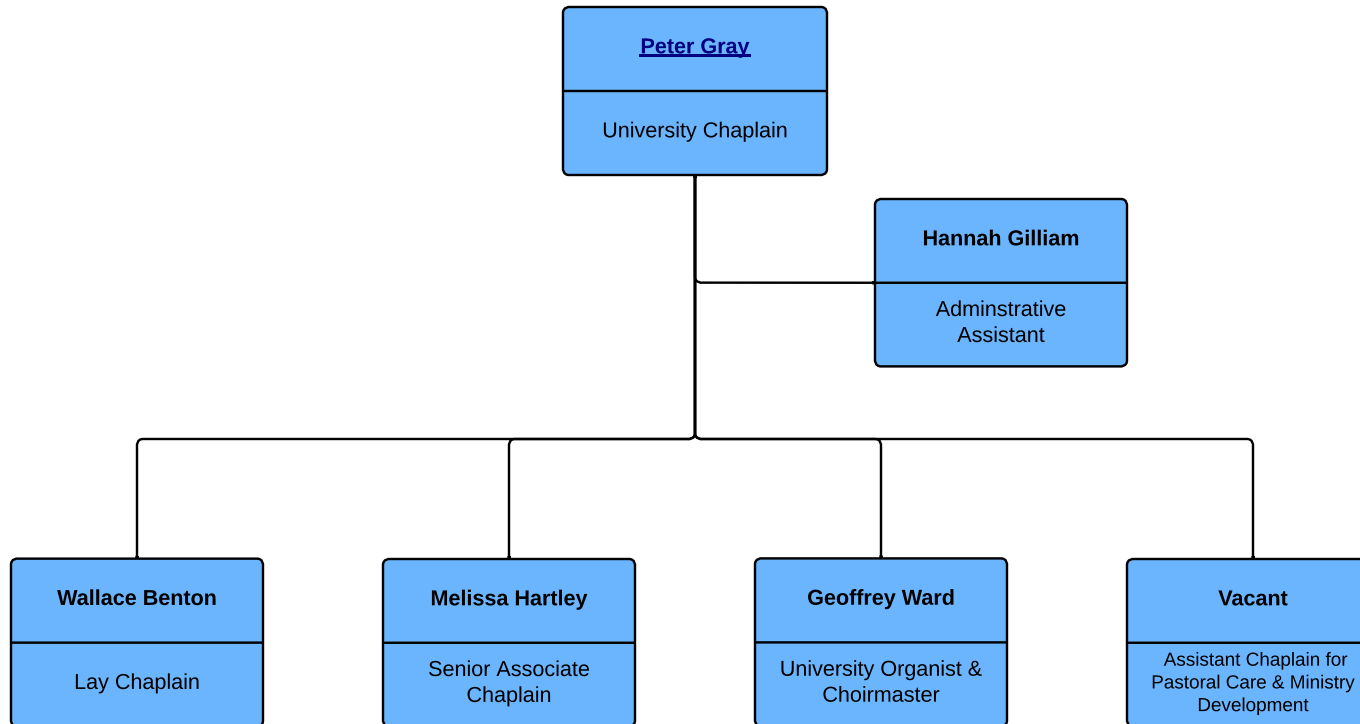 Peter Gray
University Chaplain
Hannah Gilliam
Adminstrative
Assistant
Wallace Benton
Lay Chaplain
Melissa Hartley
Senior Associate
Chaplain
Geoffrey Ward
University Organist &
Choirmaster
Vacant
Assistant Chaplain for
Pastoral Care & Ministry
Development